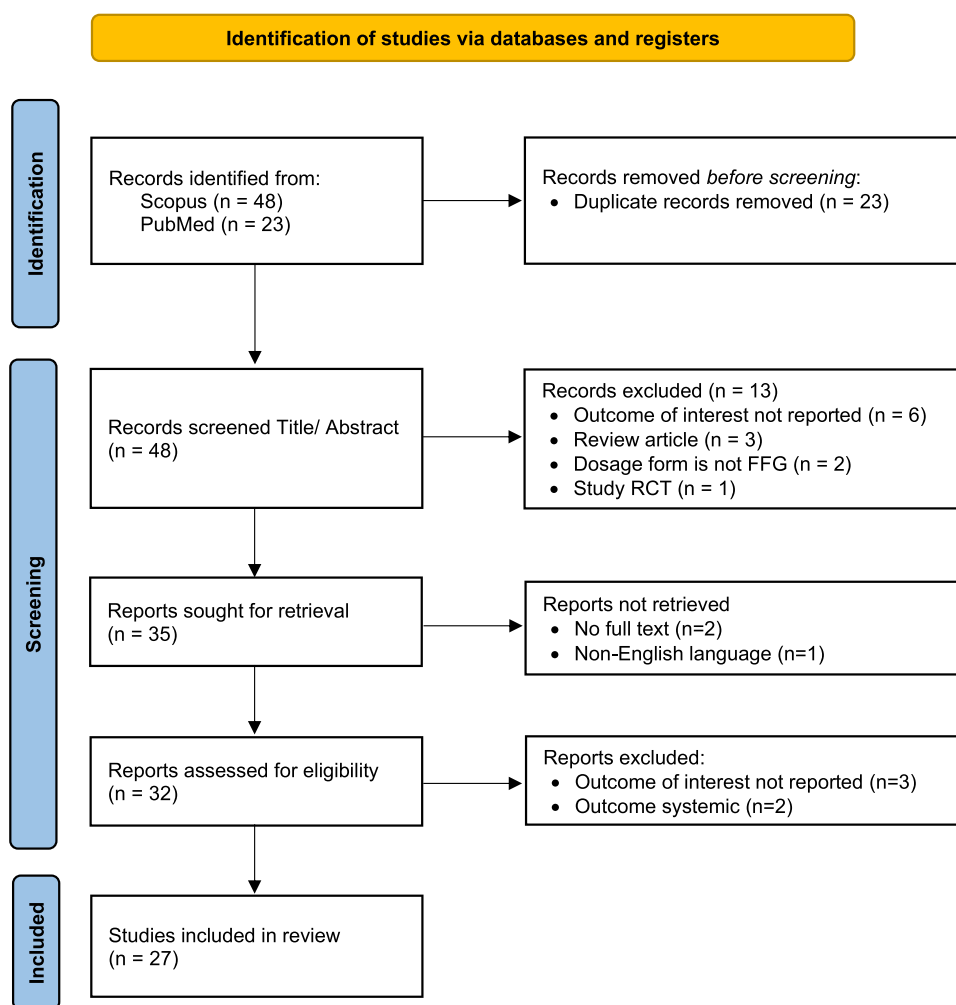 Identification of studies via databases and registers
Identification
Records identified from:
Scopus (n = 48)
PubMed (n = 23)
Records removed before screening:
• Duplicate records removed (n = 23)
Screening
Records screened Title/ Abstract
(n = 48)
Records excluded (n = 13)
• Outcome of interest not reported (n = 6)
• Review article (n = 3)
• Dosage form is not FFG (n = 2)
• Study RCT (n = 1)
Reports sought for retrieval
(n = 35)
Reports not retrieved
• No full text (n=2)
• Non-English language (n=1)
Reports assessed for eligibility
(n = 32)
Reports excluded:
• Outcome of interest not reported (n=3)
• Outcome systemic (n=2)
Included
Studies included in review
(n = 27)